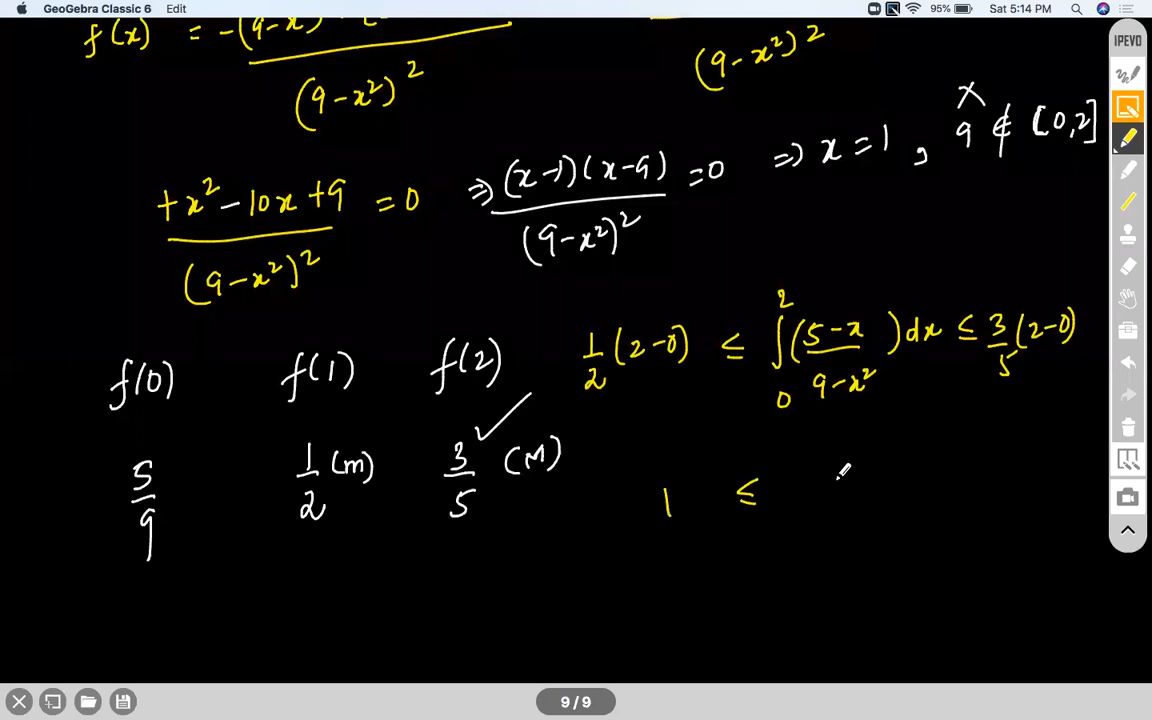 GeoGebra Classic 6 Edit 95% Sat 5:14 PM
IPEVO
f(x) = -(9-x²)
(9-x²)²
(9-x²)²
+x² - 10x + 9 = 0 ⇒ (x-1)(x-9) = 0 ⇒ x = 1, 9 ∉ [0,2]
(9-x²)² (9-x²)²
1/2 (2-0) ≤ ∫₀² (5-x / 9-x²) dx ≤ 3/5 (2-0)
f(0) f(1) f(2)
5/9 1/2 (m) 3/5 (M)
1 ≤
9 / 9